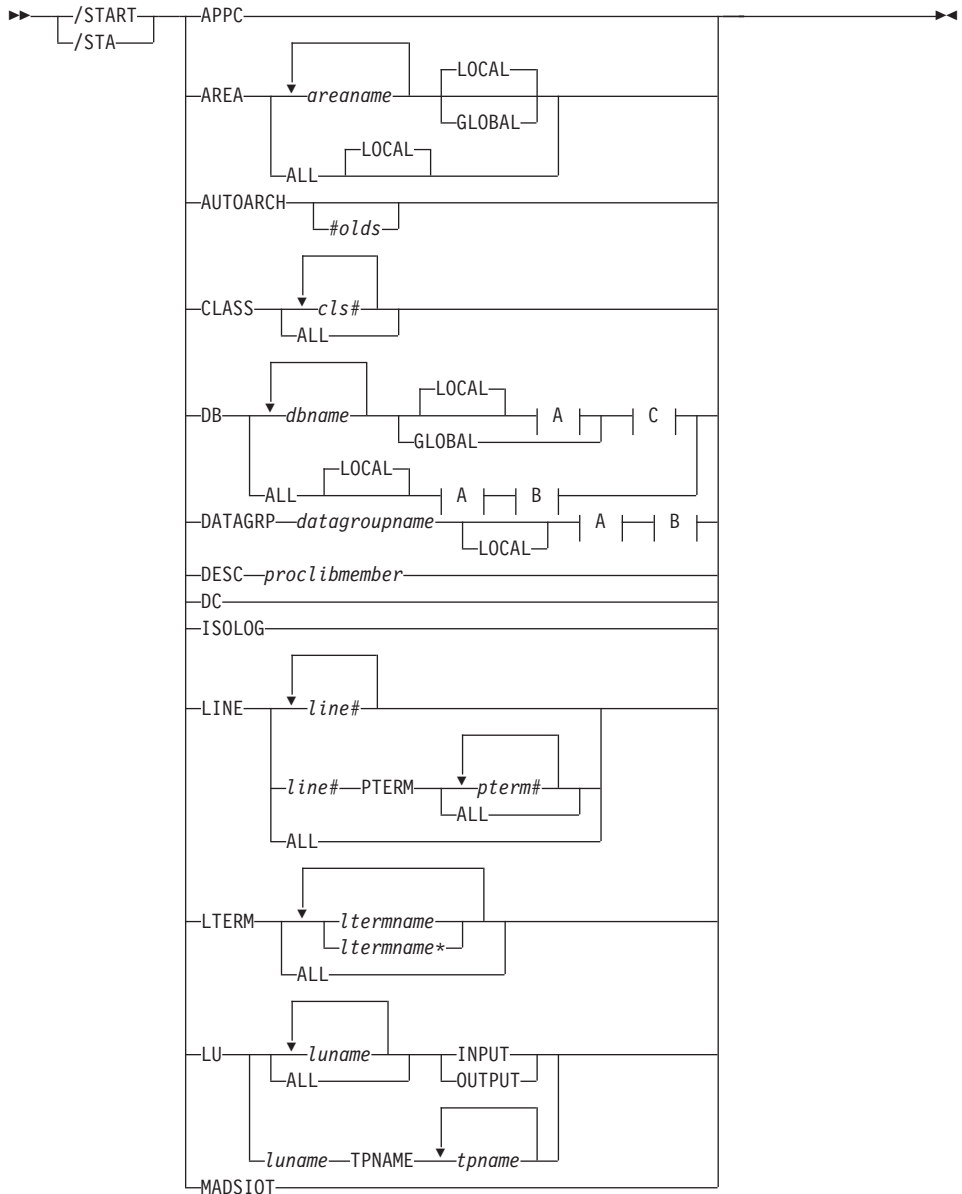 /START APPC
/STA
LOCAL
AREA areaname
GLOBAL
LOCAL
ALL
AUTOARCH
#olds
CLASS cls#
ALL
LOCAL
DB dbname A C
GLOBAL
LOCAL
ALL A B
DATAGRP datagroupname A B
LOCAL
DESC proclibmember
DC
ISOLOG
LINE line#
line# PTERM pterm#
ALL
ALL
LTERM ltermname
ltermname*
ALL
LU luname INPUT
ALL OUTPUT
luname TPNAME tpname
MADSIOT